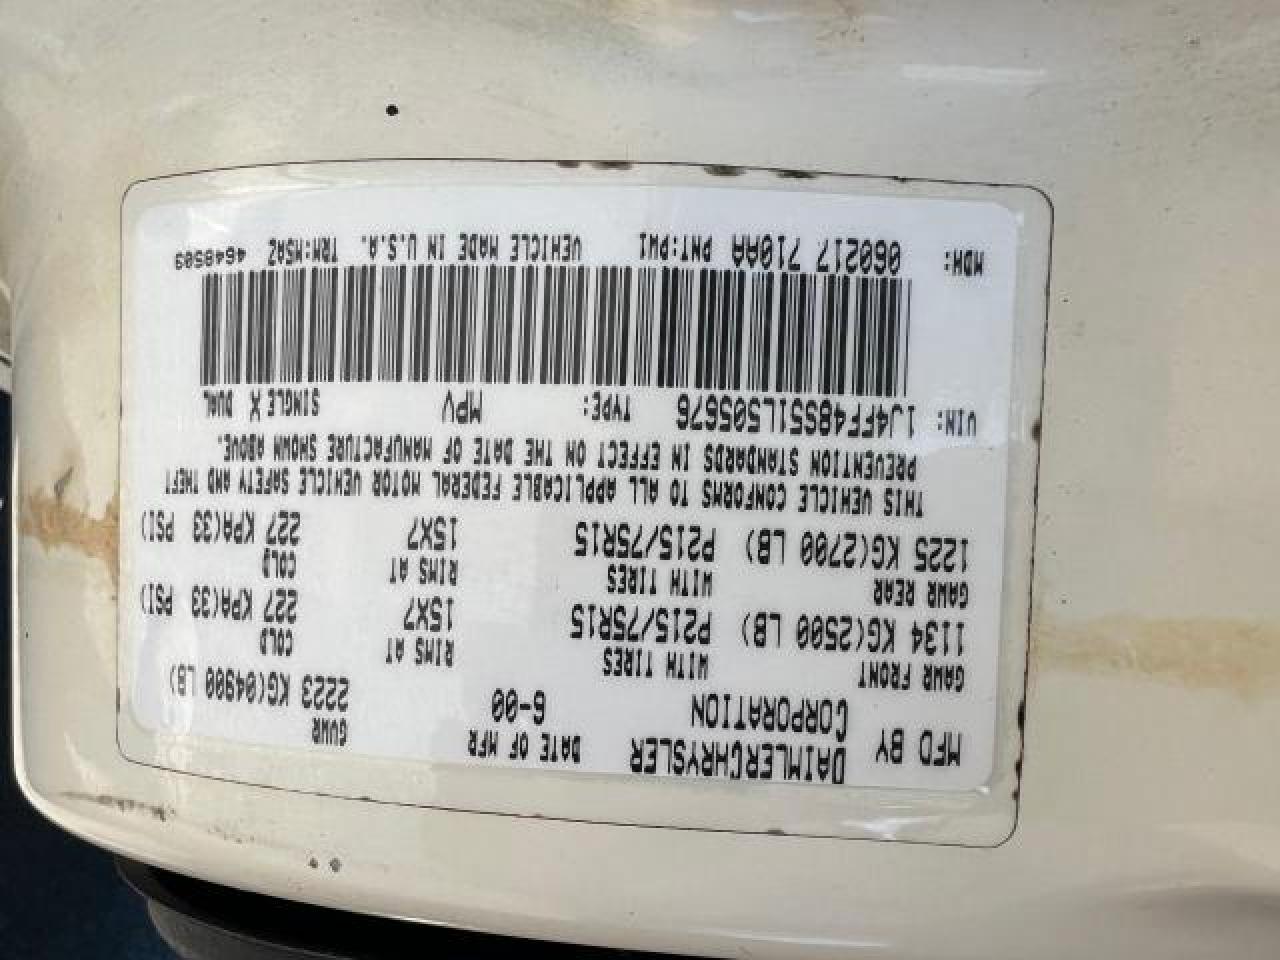 MFD BY DAIMLERCHRYSLER CORPORATION DATE OF MFR 6-00 GVWR 2223 KG(04900 LB)
GAWR FRONT WITH TIRES RIMS AT COLD
1134 KG(2500 LB) P215/75R15 15X7 227 KPA(33 PSI)
GAWR REAR WITH TIRES RIMS AT COLD
1225 KG(2700 LB) P215/75R15 15X7 227 KPA(33 PSI)
THIS VEHICLE CONFORMS TO ALL APPLICABLE FEDERAL MOTOR VEHICLE SAFETY AND THEFT
PREVENTION STANDARDS IN EFFECT ON THE DATE OF MANUFACTURE SHOWN ABOVE.
VIN: 1J4FF48S51L505676 TYPE: MPV SINGLE X DUAL
MDH: 060217 710AA PNT:PW1 VEHICLE MADE IN U.S.A. TRM:M5AZ 4648503